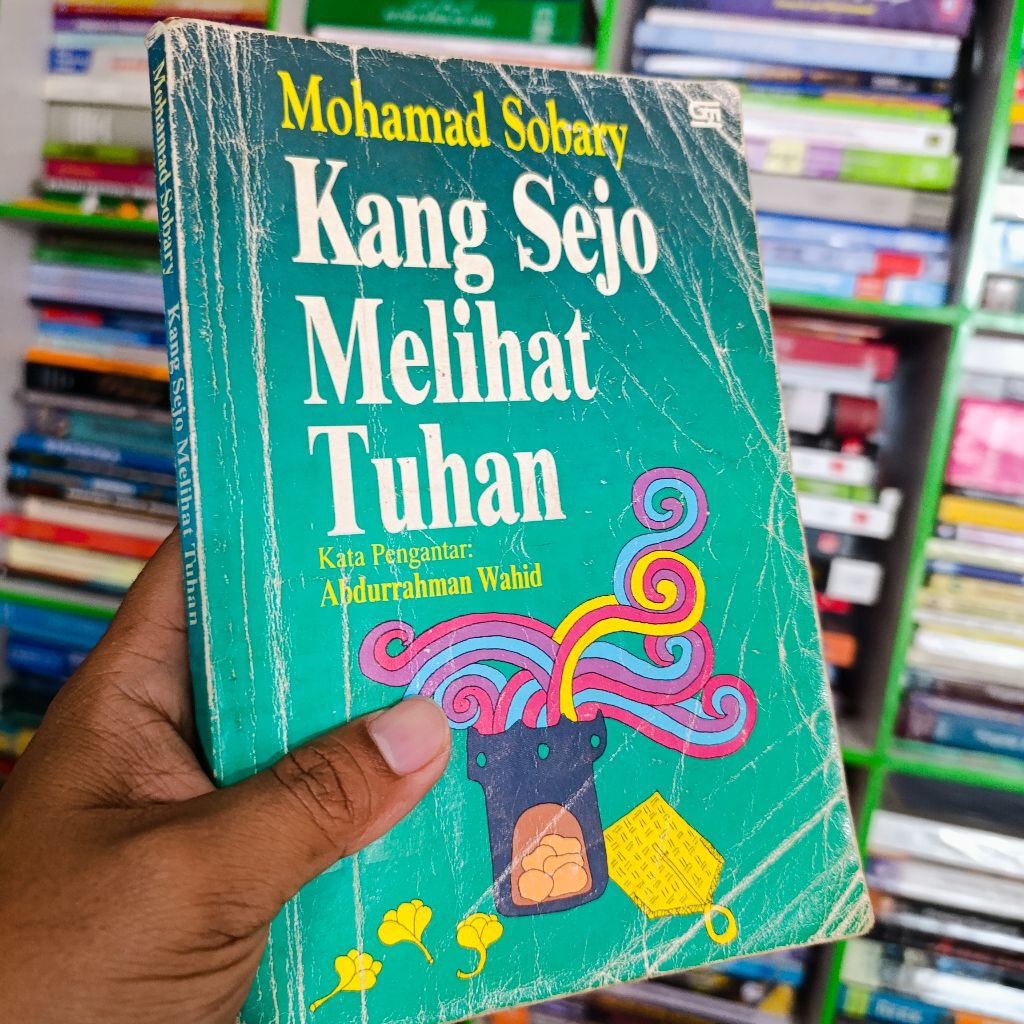 Mohamad Sobary
Kang Sejo
Melihat
Tuhan
Kata Pengantar:
Abdurrahman Wahid
Mohamad Sobary Kang Sejo Melihat Tuhan